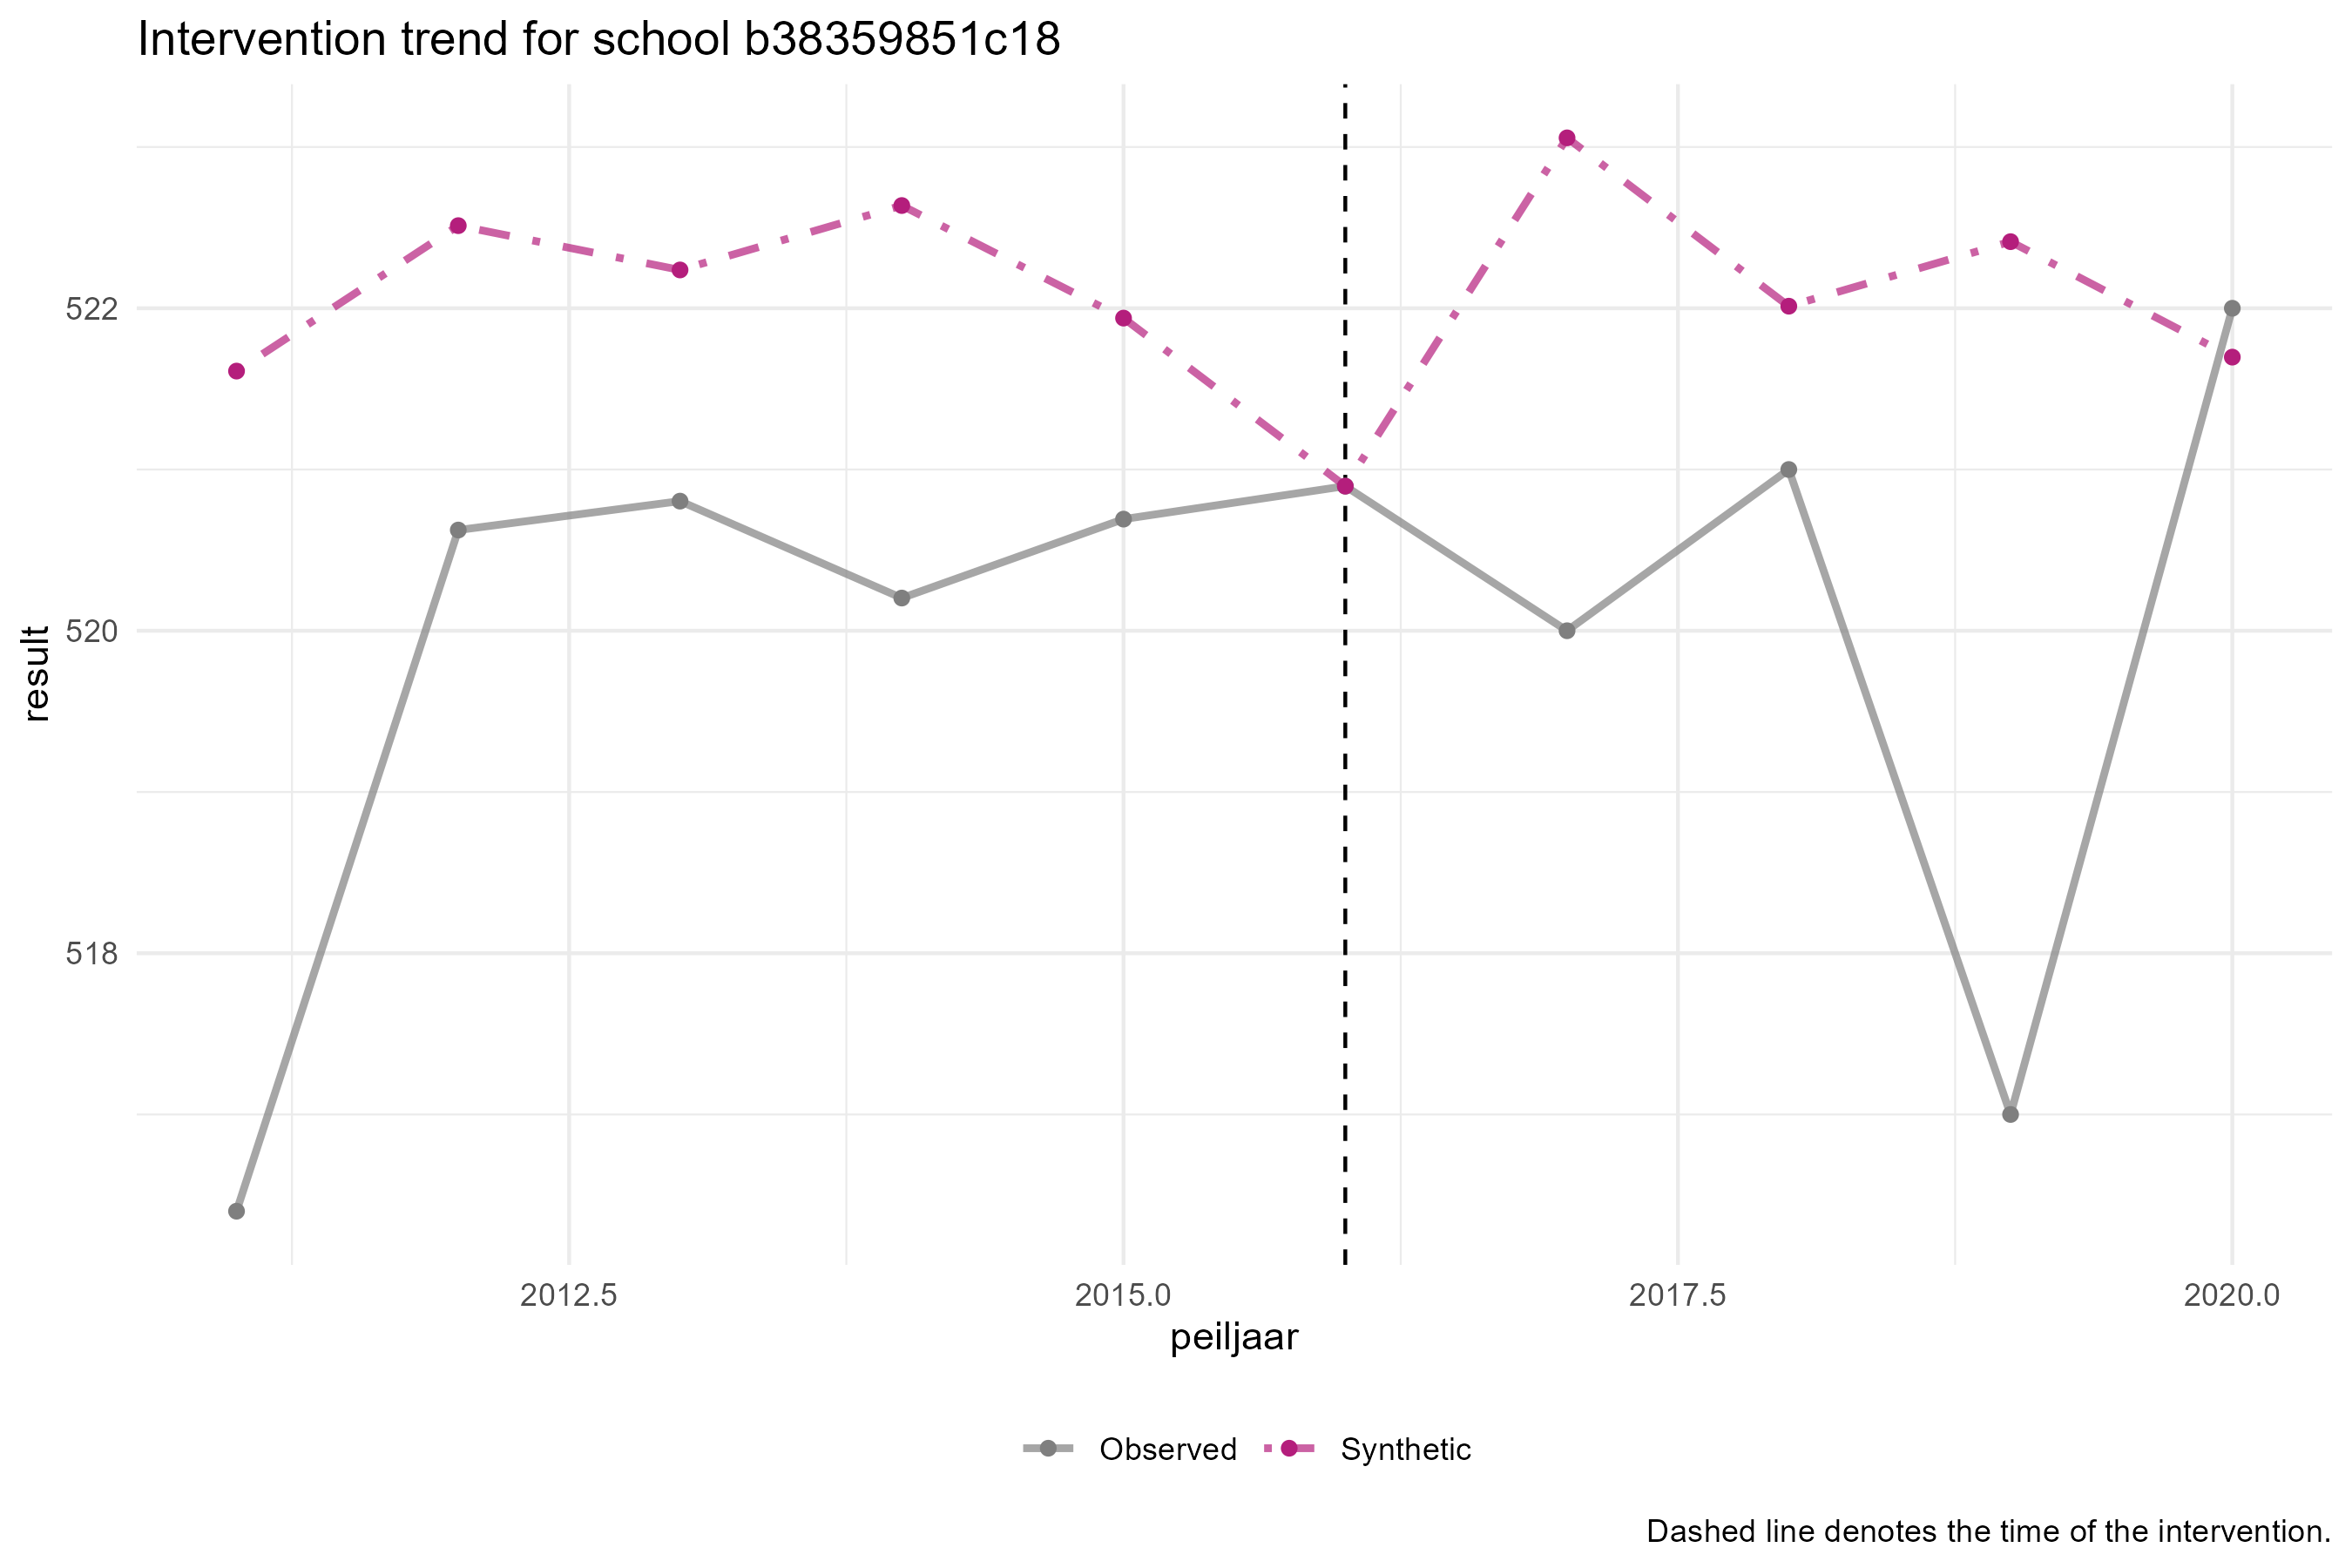 Intervention trend for school b38359851c18
522
520
518
result
2012.5 2015.0 2017.5 2020.0
peiljaar
Observed Synthetic
Dashed line denotes the time of the intervention.